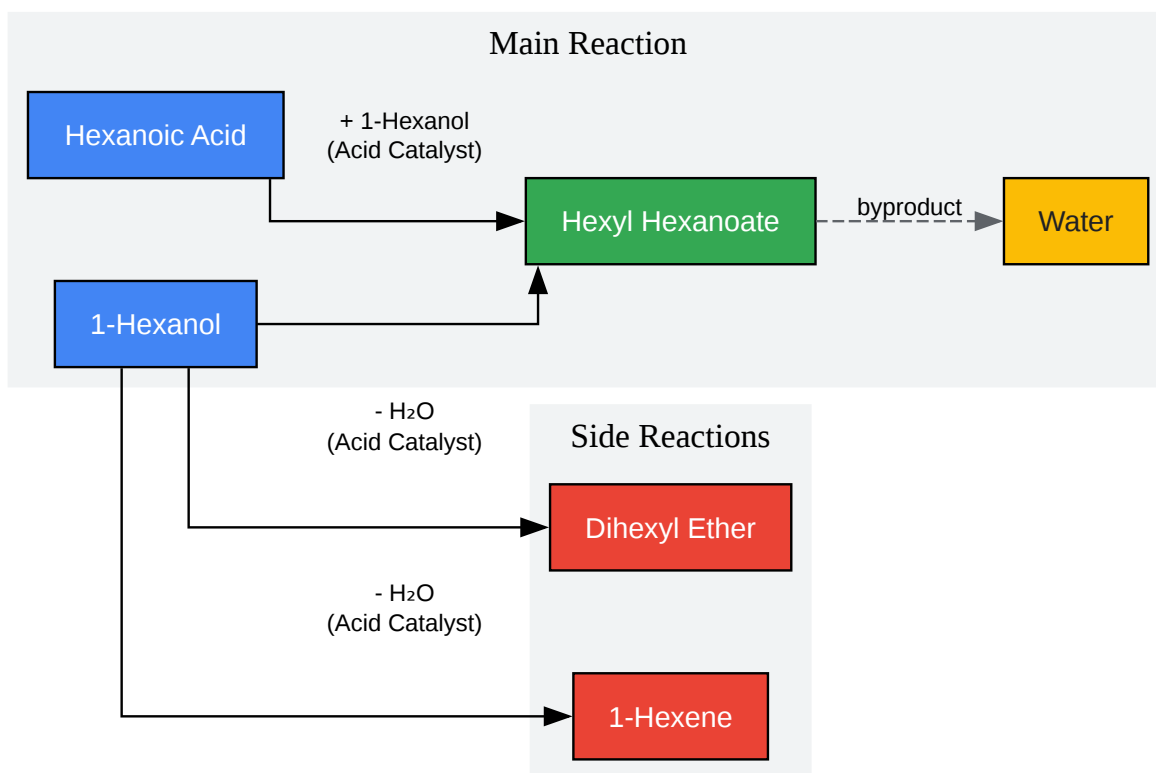 Main Reaction
Hexanoic Acid
+ 1-Hexanol
(Acid Catalyst)
Hexyl Hexanoate
byproduct
Water
1-Hexanol
- H₂O
(Acid Catalyst)
Side Reactions
Dihexyl Ether
- H₂O
(Acid Catalyst)
1-Hexene